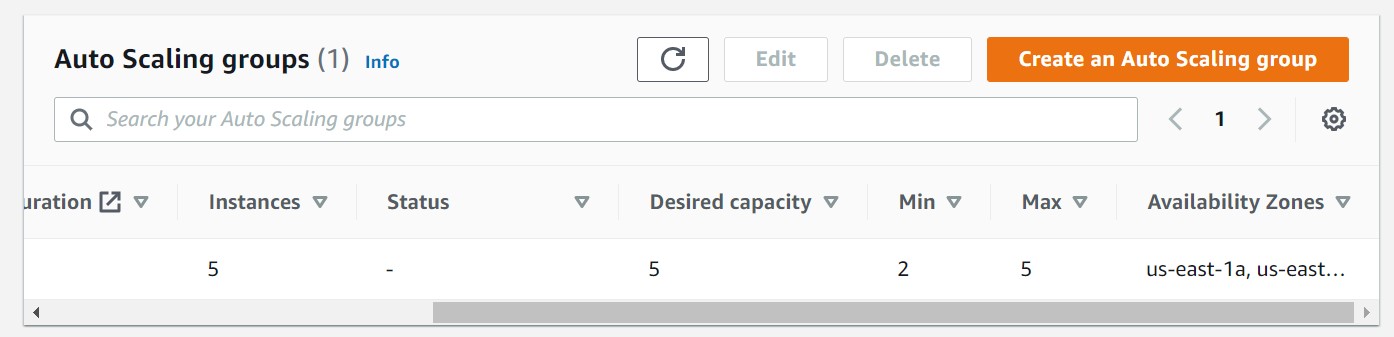 Auto Scaling groups (1) Info
Edit
Delete
Create an Auto Scaling group
Search your Auto Scaling groups
1
uration Instances Status Desired capacity Min Max Availability Zones
5 - 5 2 5 us-east-1a, us-east...